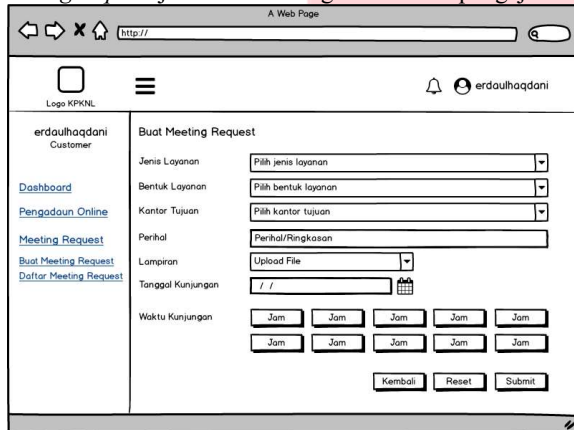 A Web Page
http://
Logo KPKNL
erdaulhaqdani
erdaulhaqdani
Customer
Dashboard
Pengadaun Online
Meeting Request
Buat Meeting Request
Daftar Meeting Request
Buat Meeting Request
Jenis Layanan
Pilih jenis layanan
Bentuk Layanan
Pilih bentuk layanan
Kantor Tujuan
Pilih kantor tujuan
Perihal
Perihal/Ringkasan
Lampiran
Upload File
Tanggal Kunjungan
/ /
Waktu Kunjungan
Jam Jam Jam Jam Jam
Jam Jam Jam Jam Jam
Kembali Reset Submit